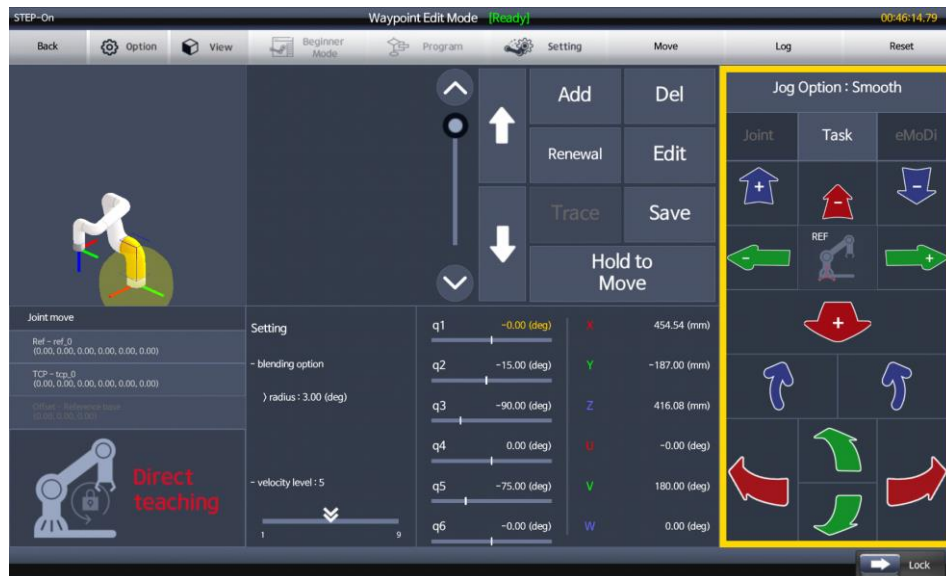 STEP-On
Waypoint Edit Mode [Ready]
00:46:14.79
Back
Option
View
Beginner
Mode
Program
Setting
Move
Log
Reset
Add
Del
Renewal
Edit
Trace
Save
Hold to
Move
Jog Option : Smooth
Joint
Task
eMoDi
+
-
-
-
REF
+
+
Joint move
Ref - ref_0
(0.00, 0.00, 0.00, 0.00, 0.00, 0.00)
TCP - tcp_0
(0.00, 0.00, 0.00, 0.00, 0.00, 0.00)
Offset - Reference base
Direct
teaching
Setting
- blending option
) radius : 3.00 (deg)
- velocity level : 5
1
9
q1 -0.00 (deg) X 454.54 (mm)
q2 -15.00 (deg) Y -187.00 (mm)
q3 -90.00 (deg) Z 416.08 (mm)
q4 0.00 (deg) U -0.00 (deg)
q5 -75.00 (deg) V 180.00 (deg)
q6 -0.00 (deg) W 0.00 (deg)
Lock